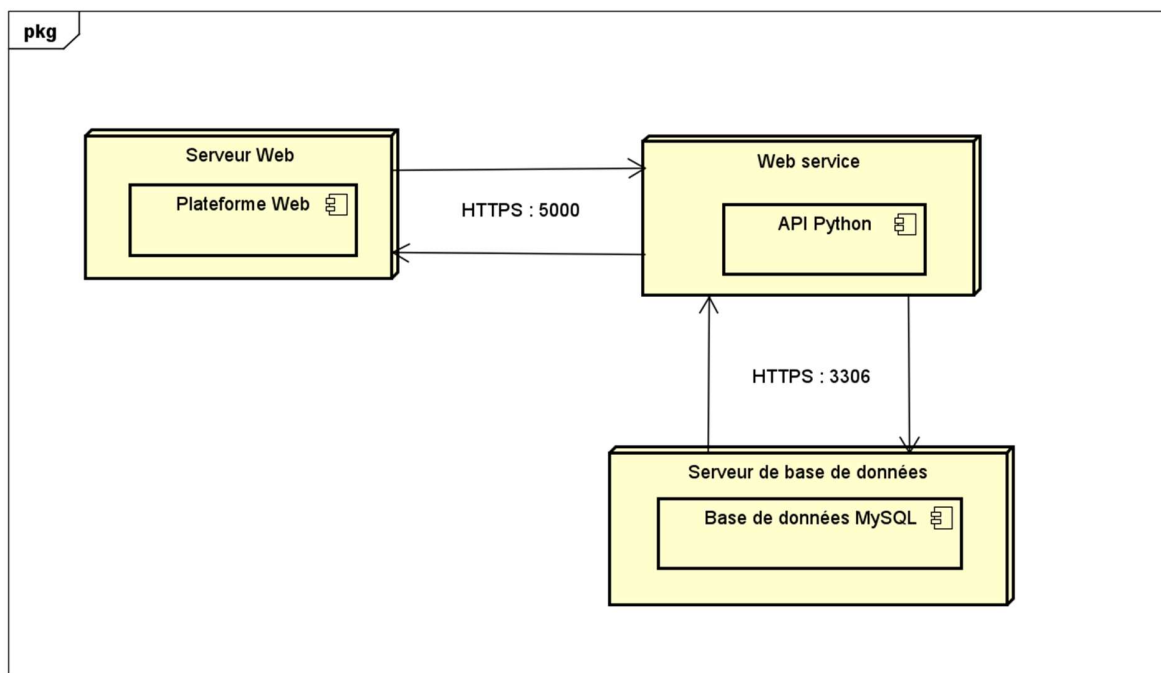 pkg
Serveur Web
Plateforme Web
HTTPS : 5000
Web service
API Python
HTTPS : 3306
Serveur de base de données
Base de données MySQL